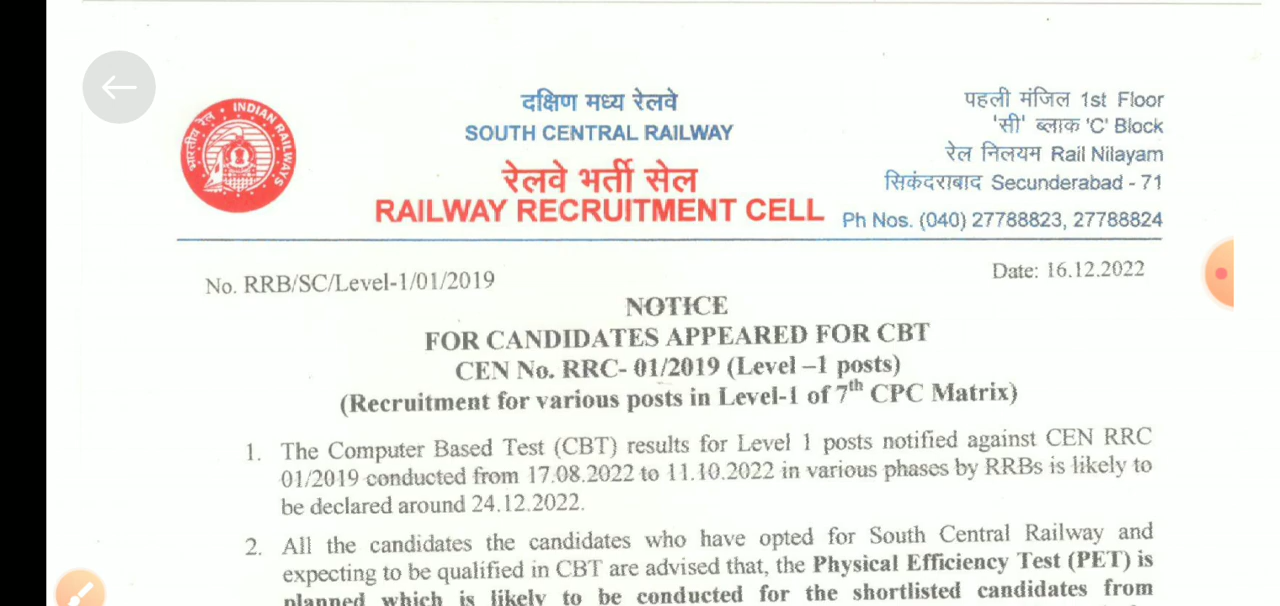 भारतीय रेल • INDIAN RAILWAYS
दक्षिण मध्य रेलवे
SOUTH CENTRAL RAILWAY
रेलवे भर्ती सेल
RAILWAY RECRUITMENT CELL
पहली मंजिल 1st Floor
'सी' ब्लाक 'C' Block
रेल निलयम Rail Nilayam
सिकंदराबाद Secunderabad - 71
Ph Nos. (040) 27788823, 27788824
No. RRB/SC/Level-1/01/2019
Date: 16.12.2022
NOTICE
FOR CANDIDATES APPEARED FOR CBT
CEN No. RRC- 01/2019 (Level –1 posts)
(Recruitment for various posts in Level-1 of 7th CPC Matrix)
1. The Computer Based Test (CBT) results for Level 1 posts notified against CEN RRC
01/2019 conducted from 17.08.2022 to 11.10.2022 in various phases by RRBs is likely to
be declared around 24.12.2022.
2. All the candidates the candidates who have opted for South Central Railway and
expecting to be qualified in CBT are advised that, the Physical Efficiency Test (PET) is
planned which is likely to be conducted for the shortlisted candidates from